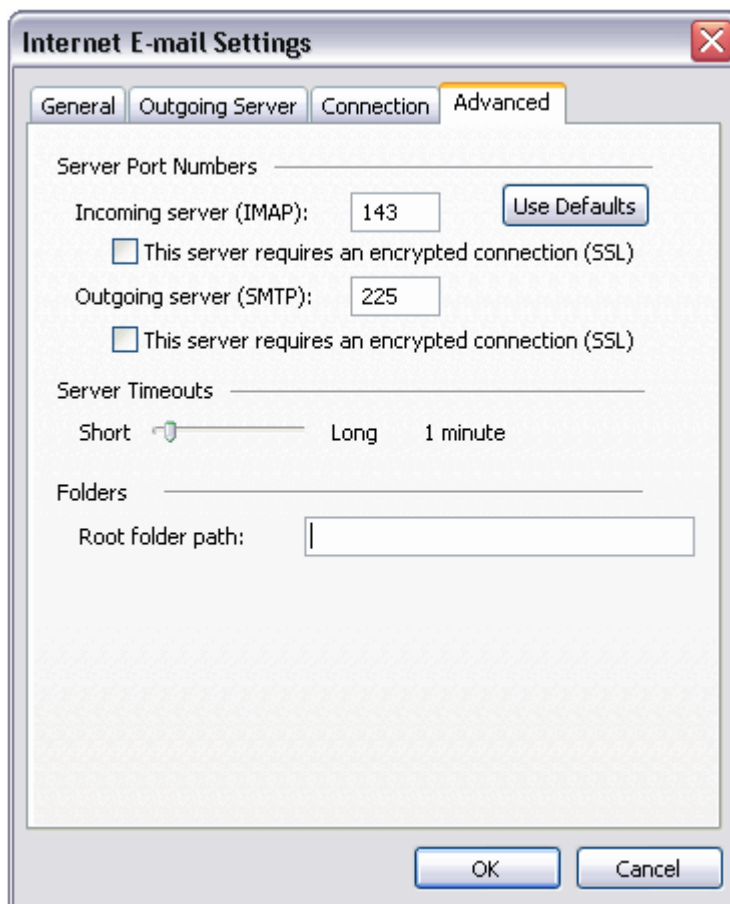 Internet E-mail Settings
General Outgoing Server Connection Advanced
Server Port Numbers
Incoming server (IMAP): 143 Use Defaults
This server requires an encrypted connection (SSL)
Outgoing server (SMTP): 225
This server requires an encrypted connection (SSL)
Server Timeouts
Short Long 1 minute
Folders
Root folder path:
OK Cancel